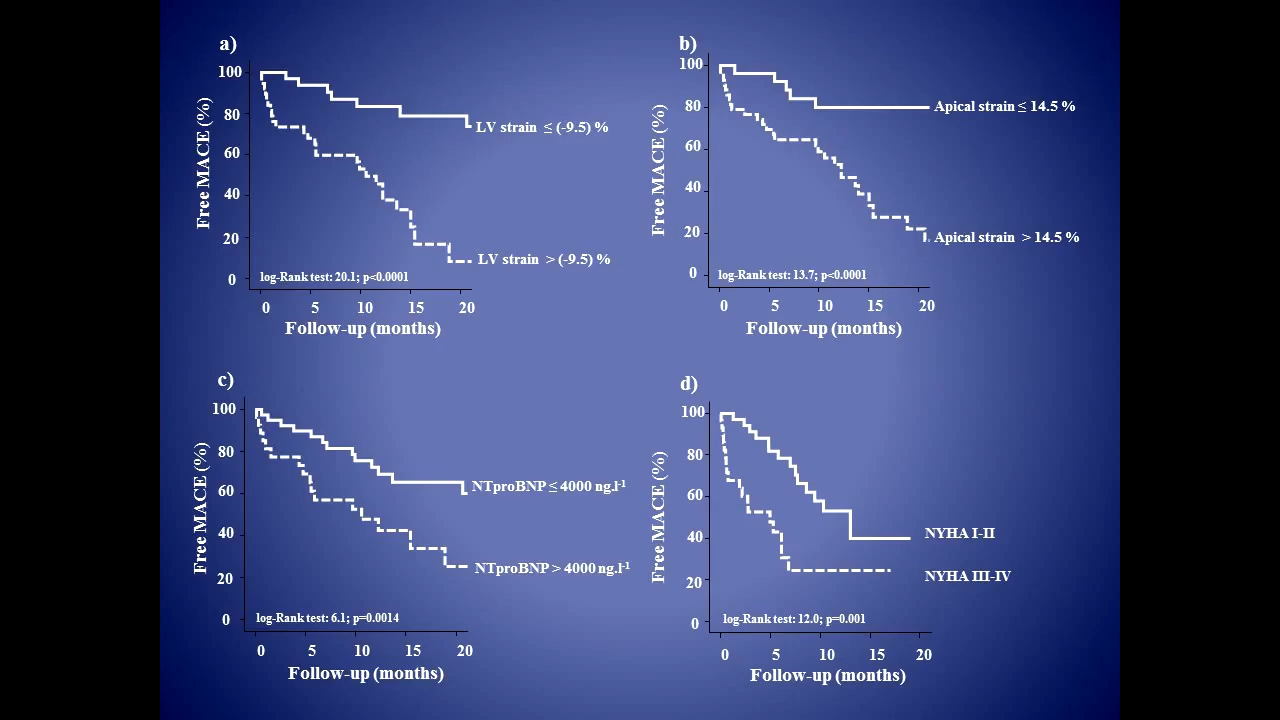 a)
100
80
60
40
20
0
Free MACE (%)
LV strain ≤ (-9.5) %
LV strain > (-9.5) %
log-Rank test: 20.1; p<0.0001
0 5 10 15 20
Follow-up (months)
b)
100
80
60
40
20
0
Free MACE (%)
Apical strain ≤ 14.5 %
Apical strain > 14.5 %
log-Rank test: 13.7; p<0.0001
0 5 10 15 20
Follow-up (months)
c)
100
80
60
40
20
0
Free MACE (%)
NTproBNP ≤ 4000 ng.l-1
NTproBNP > 4000 ng.l-1
log-Rank test: 6.1; p=0.0014
0 5 10 15 20
Follow-up (months)
d)
100
80
60
40
20
0
Free MACE (%)
NYHA I-II
NYHA III-IV
log-Rank test: 12.0; p=0.001
0 5 10 15 20
Follow-up (months)